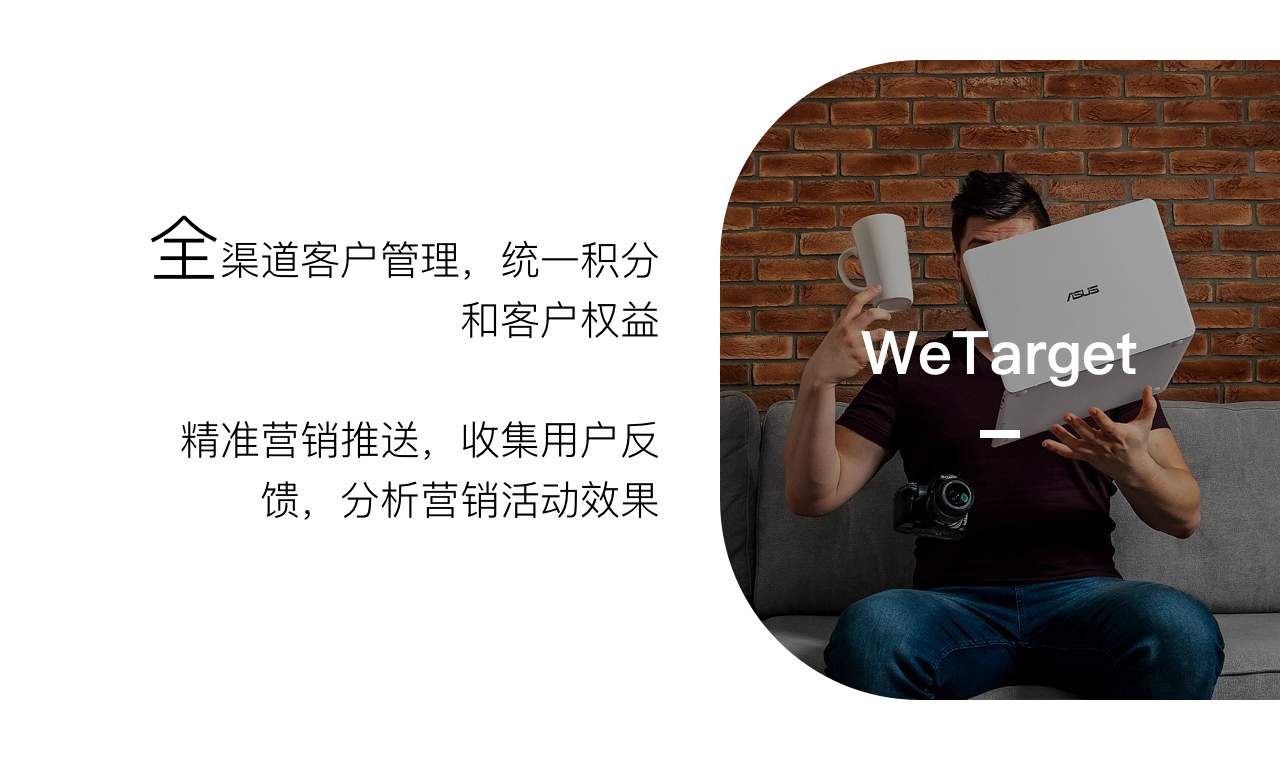 全渠道客户管理，统一积分
和客户权益
精准营销推送，收集用户反
馈，分析营销活动效果
WeTarget
ASUS